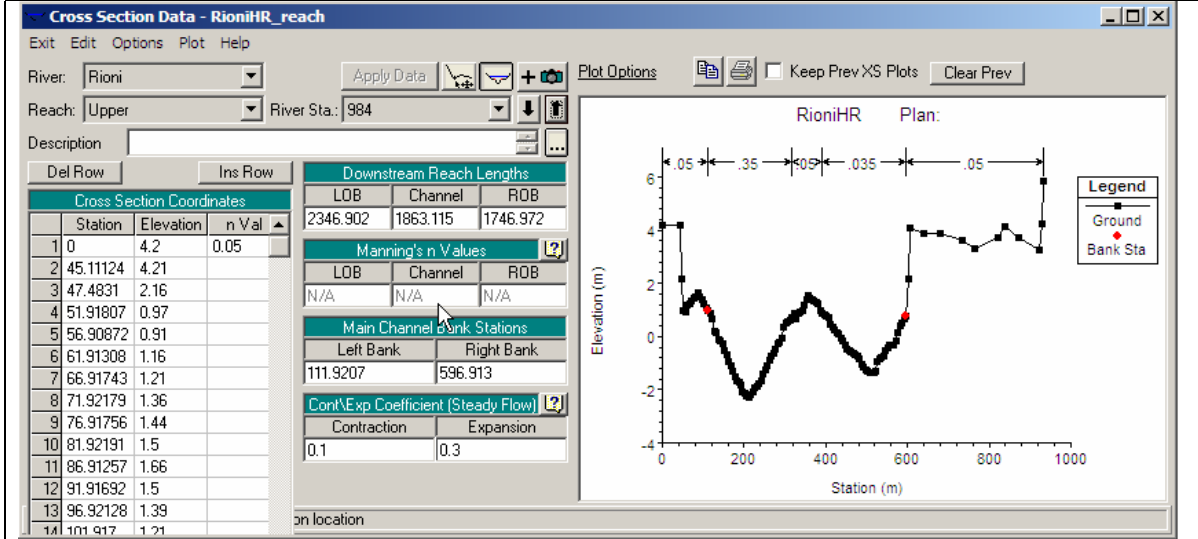 Cross Section Data - RioniHR_reach
Exit Edit Options Plot Help
River: Rioni
Apply Data
Plot Options
Keep Prev XS Plots
Clear Prev
Reach: Upper
River Sta.: 984
Description
...
Del Row
Ins Row
Cross Section Coordinates
Station Elevation n Val
1 0 4.2 0.05
2 45.11124 4.21
3 47.4831 2.16
4 51.91807 0.97
5 56.90872 0.91
6 61.91308 1.16
7 66.91743 1.21
8 71.92179 1.36
9 76.91756 1.44
10 81.92191 1.5
11 86.91257 1.66
12 91.91692 1.5
13 96.92128 1.39
14 101.917 1.21
Downstream Reach Lengths
LOB Channel ROB
2346.902 1863.115 1746.972
Manning's n Values
LOB Channel ROB
N/A N/A N/A
Main Channel Bank Stations
Left Bank Right Bank
111.9207 596.913
Cont\Exp Coefficient (Steady Flow)
Contraction Expansion
0.1 0.3
on location
RioniHR Plan:
.05 .35 .05 .035 .05
6
4
2
0
-2
-4
Elevation (m)
0 200 400 600 800 1000
Station (m)
Legend
Ground
Bank Sta